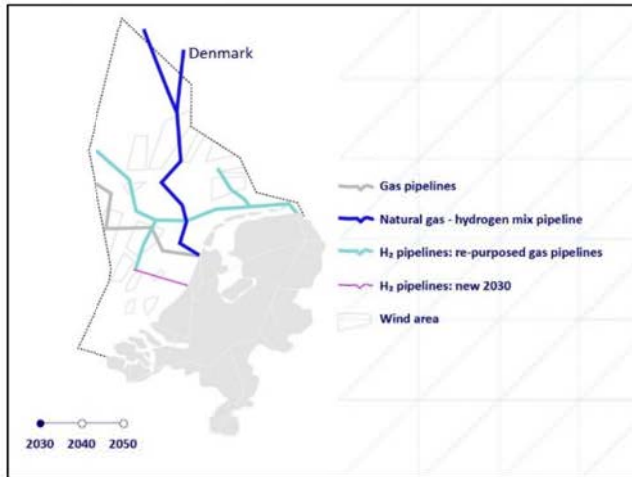 Denmark
Gas pipelines
Natural gas - hydrogen mix pipeline
H₂ pipelines: re-purposed gas pipelines
H₂ pipelines: new 2030
Wind area
2030 2040 2050